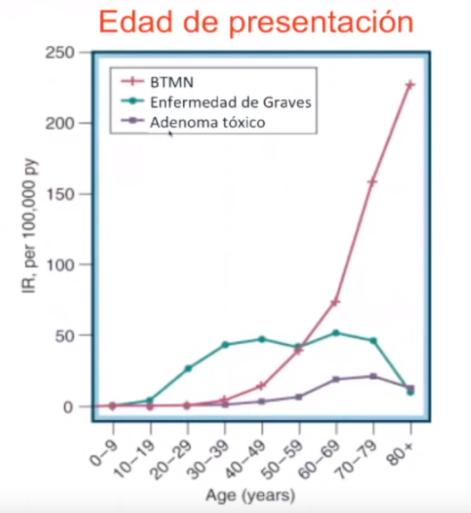 Edad de presentación
250
BTMN
Enfermedad de Graves
Adenoma tóxico
200
150
100
50
0
IR, per 100,000 py
0–9
10–19
20–29
30–39
40–49
50–59
60–69
70–79
80+
Age (years)